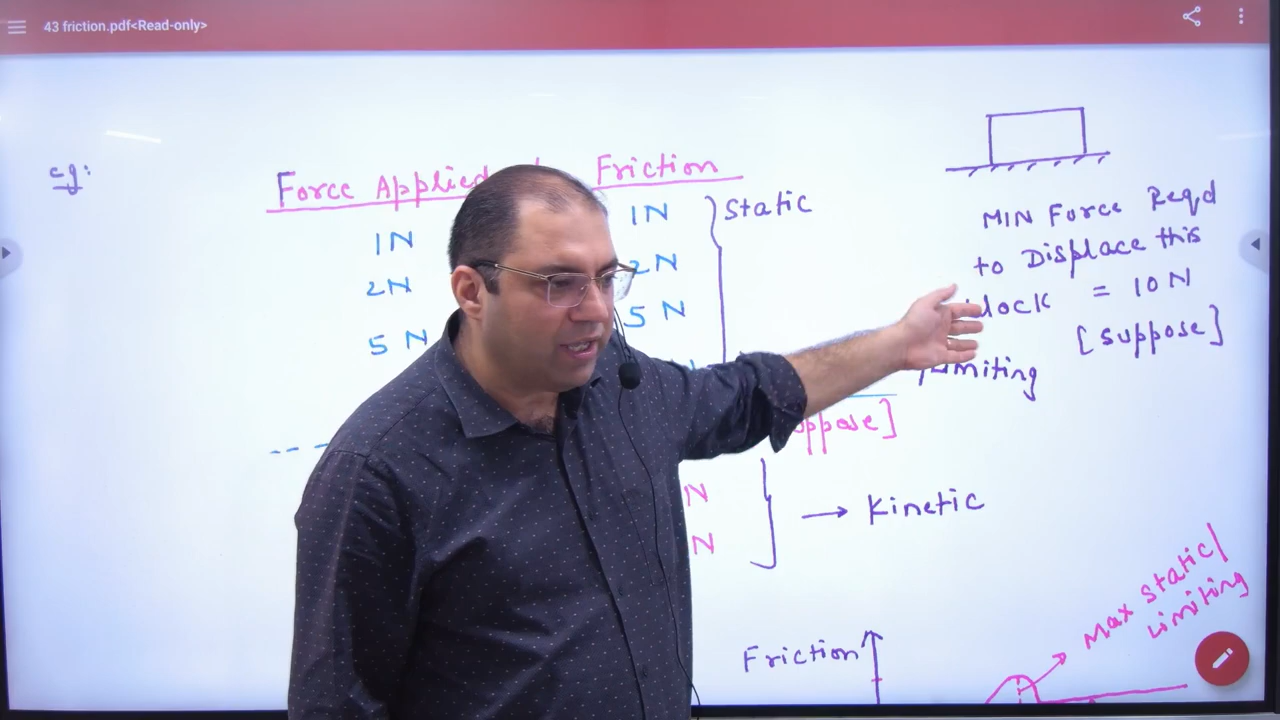 43 friction.pdf<Read-only>
eg:
Force Applied Friction
1N 1N Static
2N 2N
5N 5N
MIN Force Reqd
to Displace this
= 10N
[suppose]
Limiting
N
N
→ Kinetic
Friction
Max Static/
Limiting